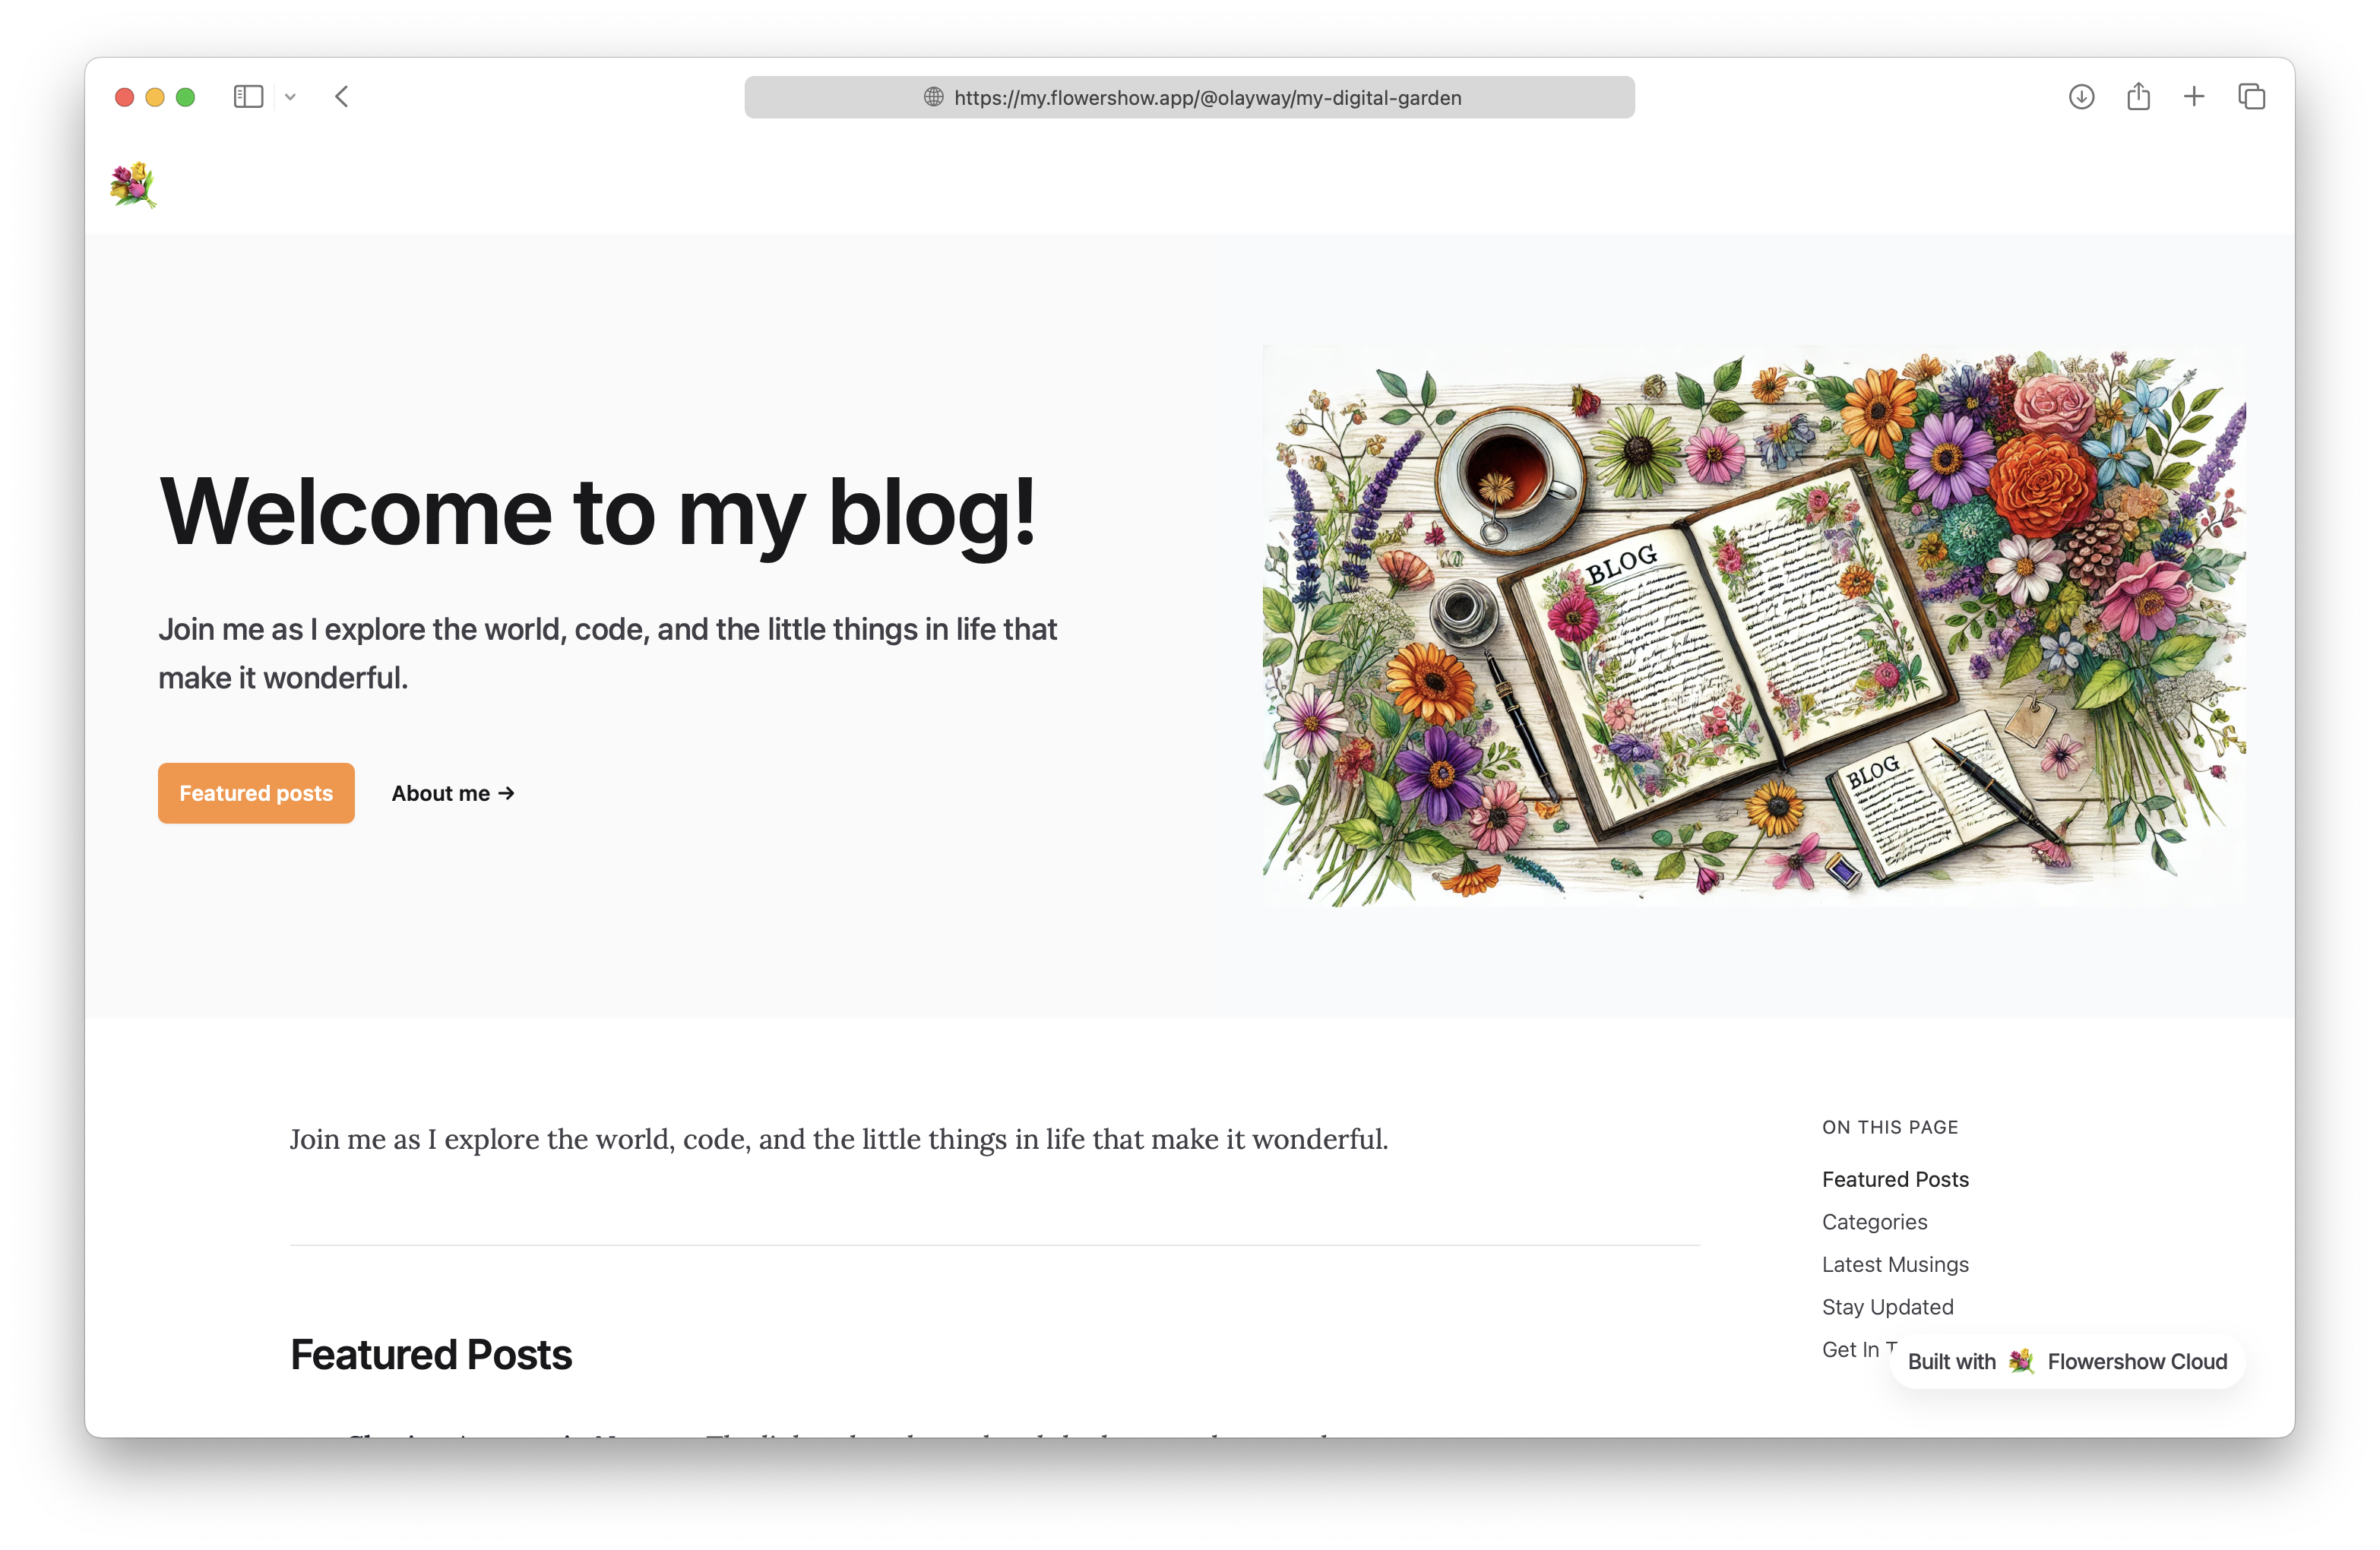 https://my.flowershow.app/@olayway/my-digital-garden
Welcome to my blog!
Join me as I explore the world, code, and the little things in life that
make it wonderful.
Featured posts
About me →
BLOG
BLOG
Join me as I explore the world, code, and the little things in life that make it wonderful.
Featured Posts
ON THIS PAGE
Featured Posts
Categories
Latest Musings
Stay Updated
Get In
Built with Flowershow Cloud